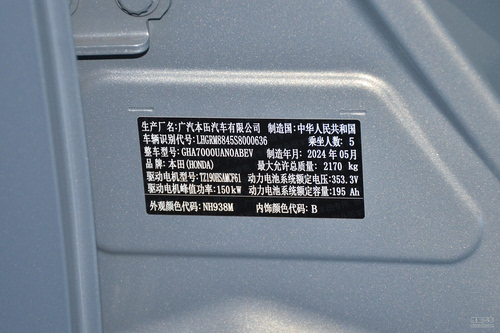 生产厂名: 广汽本田汽车有限公司 制造国: 中华人民共和国
车辆识别代号: LHGRM8845S8000636 乘坐人数: 5
整车型号: GHA7000UAN0ABEV 制造年月: 2024 年 05月
品牌: 本田 (HONDA) 最大允许总质量: 2170 kg
驱动电机型号: TZ190HSAMCF61 动力电池系统额定电压: 353.3V
驱动电机峰值功率: 150 kW 动力电池系统额定容量: 195 Ah
外观颜色代码: NH938M 内饰颜色代码: B